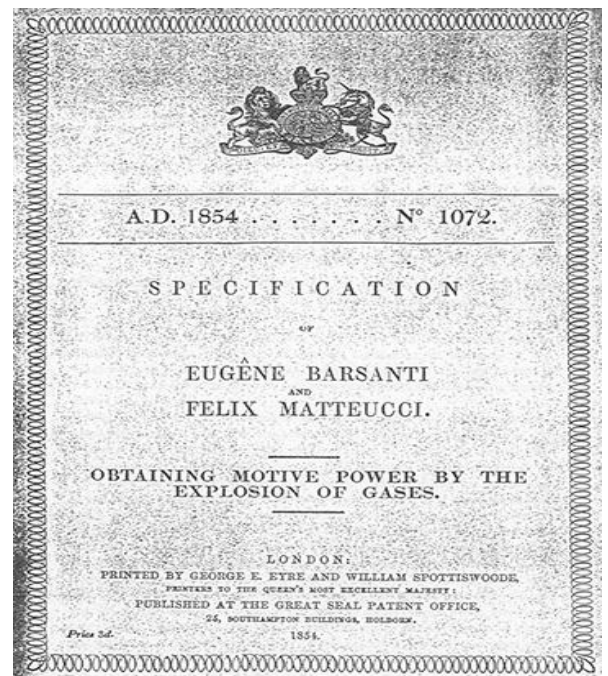 A.D. 1854 . . . . . . . N° 1072.
SPECIFICATION
OF
EUGÊNE BARSANTI
AND
FELIX MATTEUCCI.
OBTAINING MOTIVE POWER BY THE
EXPLOSION OF GASES.
LONDON:
PRINTED BY GEORGE E. EYRE AND WILLIAM SPOTTISWOODE,
PRINTERS TO THE QUEEN'S MOST EXCELLENT MAJESTY:
PUBLISHED AT THE GREAT SEAL PATENT OFFICE,
25, SOUTHAMPTON BUILDINGS, HOLBORN.
Price 3d.
1854.